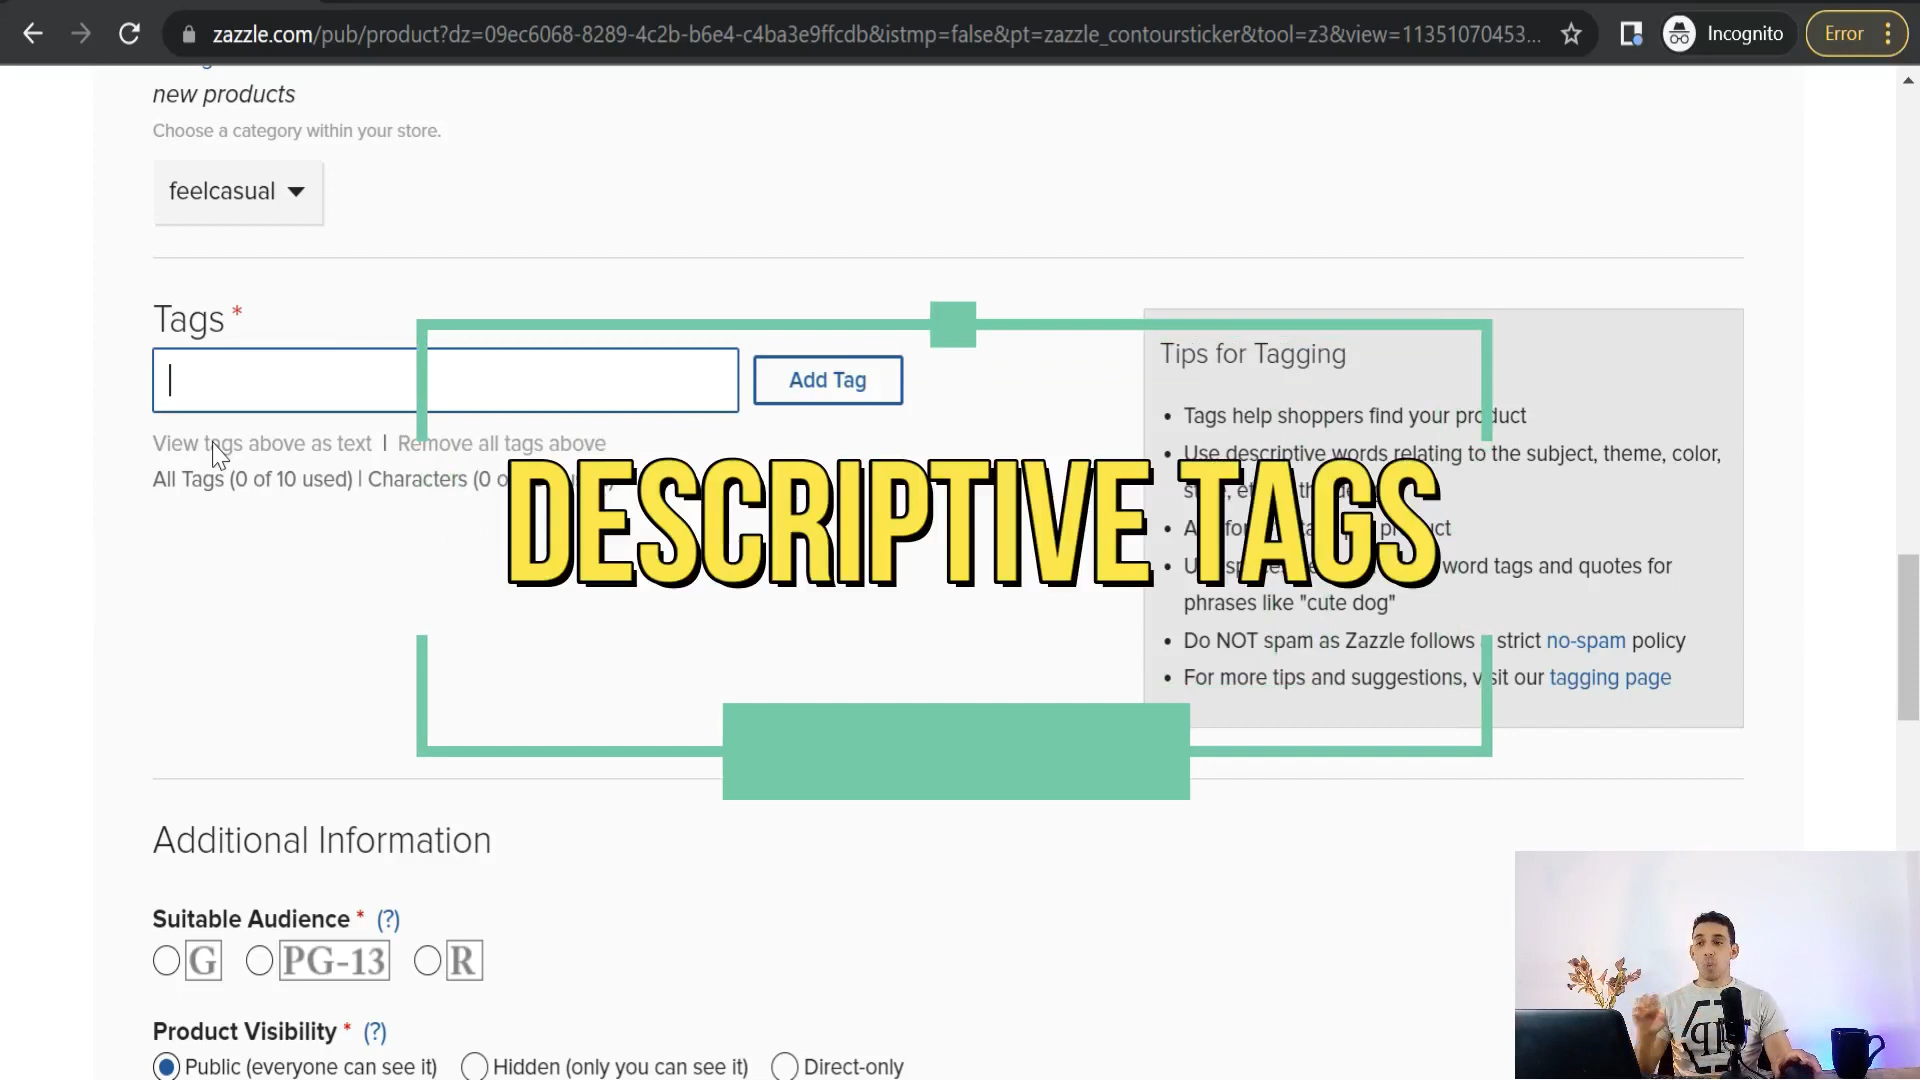 zazzle.com/pub/product?dz=09ec6068-8289-4c2b-b6e4-c4ba3e9ffcdb&istmp=false&pt=zazzle_contoursticker&tool=z3&view=11351070453...
Incognito
Error
new products
Choose a category within your store.
feelcasual
Tags *
Add Tag
View tags above as text | Remove all tags above
All Tags (0 of 10 used) | Characters (0 o
Tips for Tagging
• Tags help shoppers find your product
• Use descriptive words relating to the subject, theme, color,
• word tags and quotes for
phrases like "cute dog"
• Do NOT spam as Zazzle follows strict no-spam policy
• For more tips and suggestions, visit our tagging page
DESCRIPTIVE TAGS
Additional Information
Suitable Audience * (?)
G PG-13 R
Product Visibility * (?)
Public (everyone can see it) Hidden (only you can see it) Direct-only